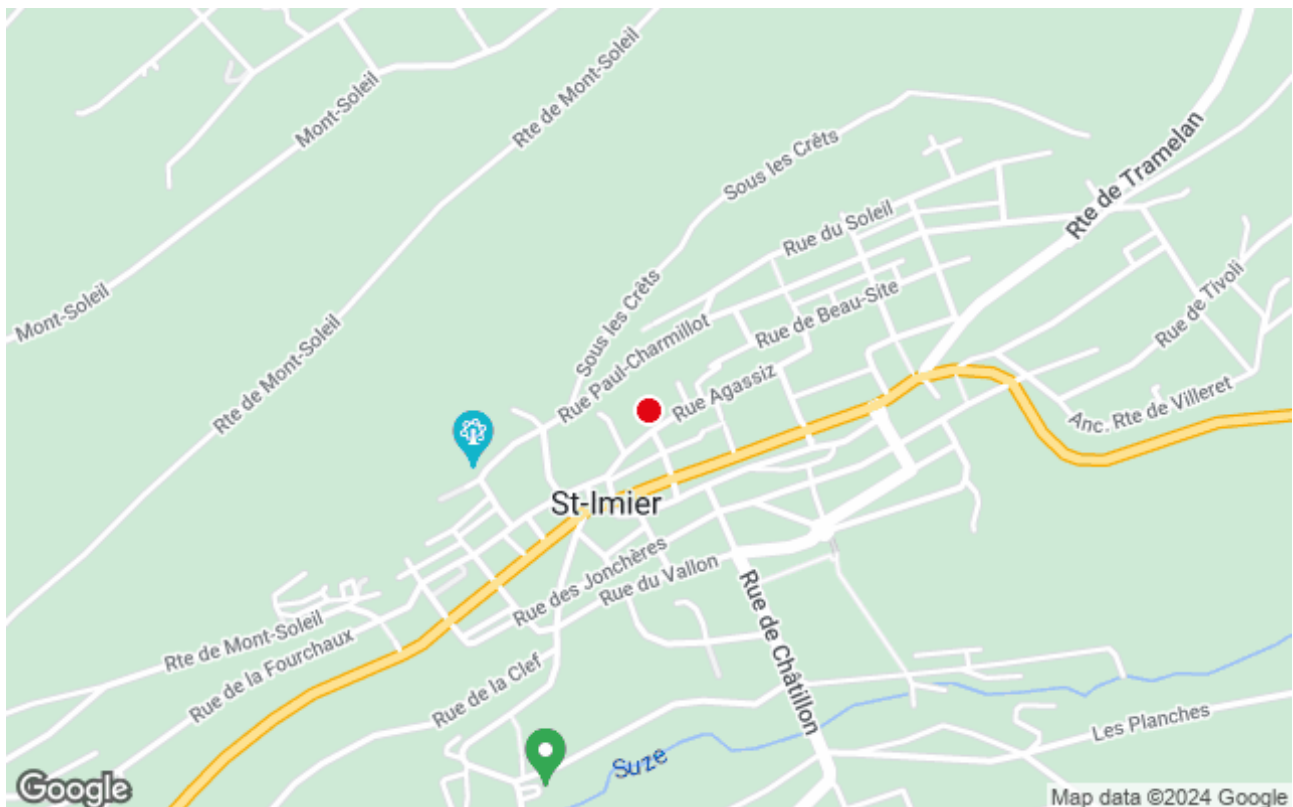 Mont-Soleil
Rte de Mont-Soleil
Sous les Crêts
Rte de Tramelan
Rue du Soleil
Mont-Soleil
Sous les Crêts
Rue de Beau-Site
Rue de Tivoli
Rte de Mont-Soleil
Rue Paul-Charmillot
Rue Agassiz
Anc. Rte de Villeret
St-Imier
Rue des Jonchères
Rue du Vallon
Rue de Châtillon
Rte de Mont-Soleil
Rue de la Fourchaux
Rue de la Clef
Les Planches
Suze
Google
Map data ©2024 Google